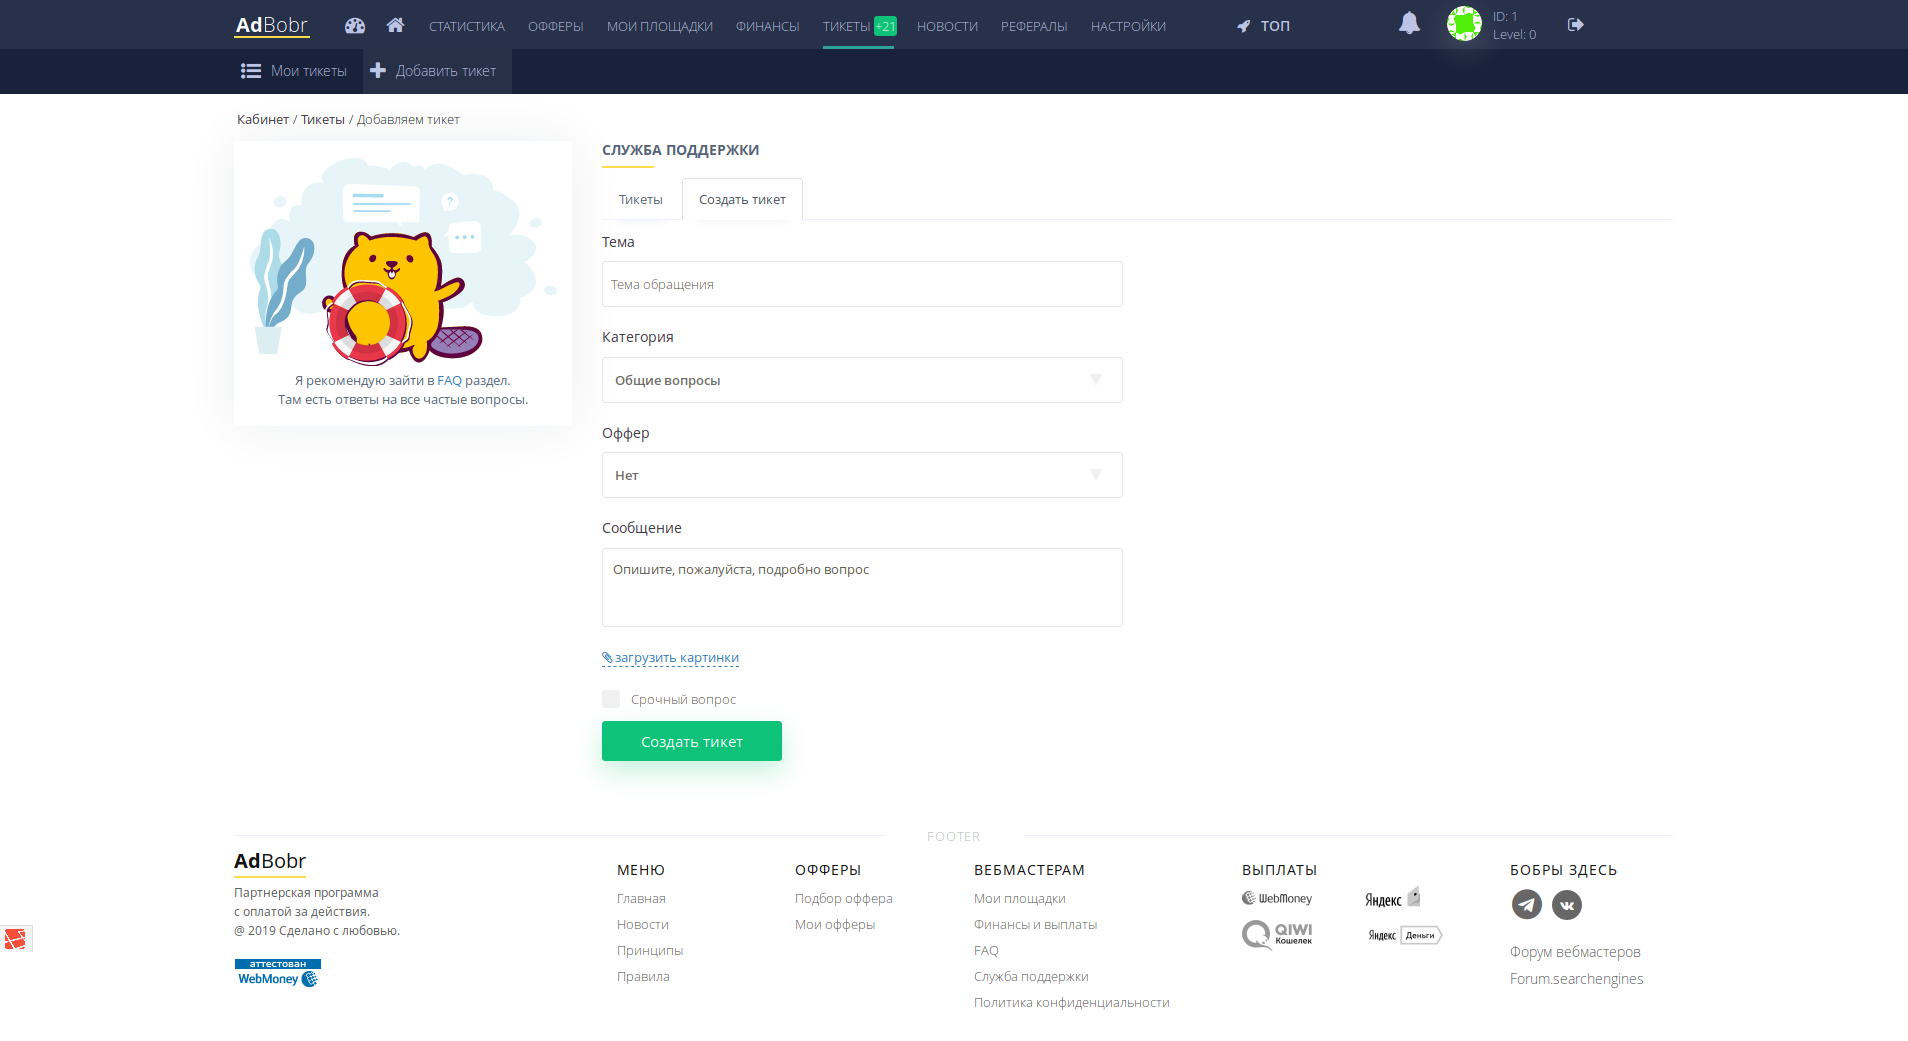 AdBobr
СТАТИСТИКА
ОФФЕРЫ
МОИ ПЛОЩАДКИ
ФИНАНСЫ
ТИКЕТЫ +21
НОВОСТИ
РЕФЕРАЛЫ
НАСТРОЙКИ
ТОП
ID: 1
Level: 0
Мои тикеты
Добавить тикет
Кабинет / Тикеты / Добавляем тикет
?
Я рекомендую зайти в FAQ раздел.
Там есть ответы на все частые вопросы.
СЛУЖБА ПОДДЕРЖКИ
Тикеты
Создать тикет
Тема
Тема обращения
Категория
Общие вопросы
Оффер
Нет
Сообщение
Опишите, пожалуйста, подробно вопрос
загрузить картинки
Срочный вопрос
Создать тикет
FOOTER
AdBobr
Партнерская программа
с оплатой за действия.
@ 2019 Сделано с любовью.
аттестован
WebMoney
МЕНЮ
Главная
Новости
Принципы
Правила
ОФФЕРЫ
Подбор оффера
Мои офферы
ВЕБМАСТЕРАМ
Мои площадки
Финансы и выплаты
FAQ
Служба поддержки
Политика конфиденциальности
ВЫПЛАТЫ
WebMoney
Яндекс
QIWI
Кошелек
Яндекс Деньги
БОБРЫ ЗДЕСЬ
Форум вебмастеров
Forum.searchengines